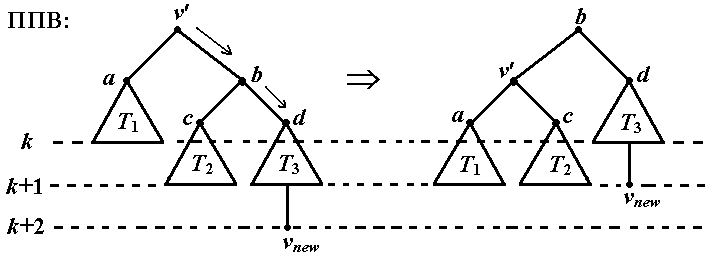 ППВ:
v'
b
a
b
⇒
v'
d
c
d
a
c
T₁
T₃
k
T₂
T₃
T₁
T₂
k+1
vₙₑw
k+2
vₙₑw